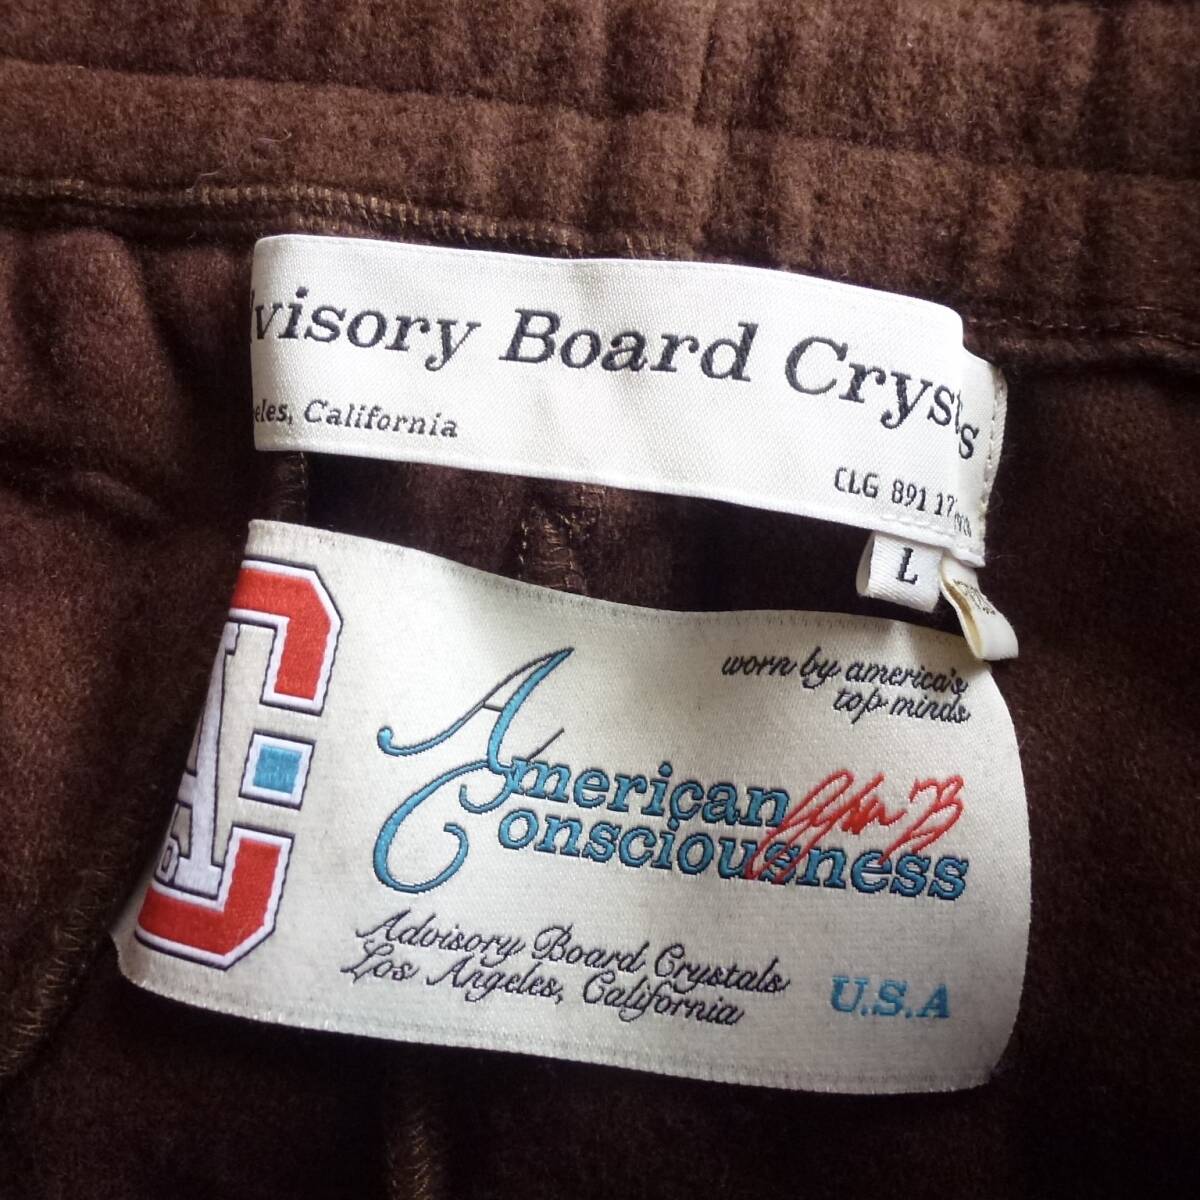 visory Board Cryst s
eles, California
CLG 891 17
L
A
worn by america's
top minds
American
Consciousness
Advisory Board Crystals
Los Angeles, California
U.S.A